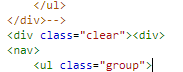 </ul>
</div>-->
<div class="clear"><div>
<nav>
<ul class="group">